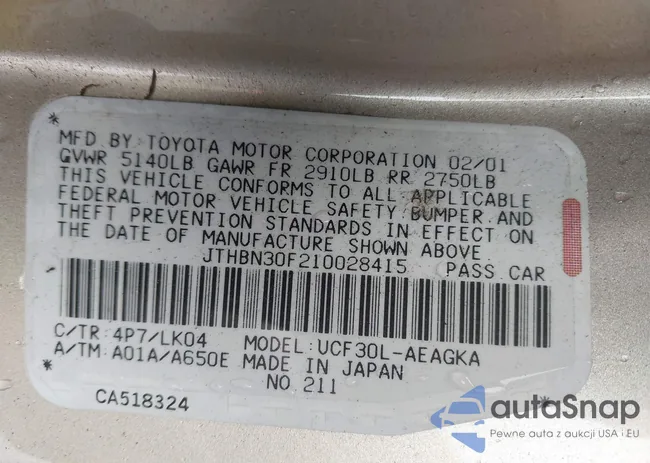 MFD BY: TOYOTA MOTOR CORPORATION 02/01
GVWR 5140LB GAWR FR 2910LB RR 2750LB
THIS VEHICLE CONFORMS TO ALL APPLICABLE
FEDERAL MOTOR VEHICLE SAFETY, BUMPER AND
THEFT PREVENTION STANDARDS IN EFFECT ON
THE DATE OF MANUFACTURE SHOWN ABOVE
JTHBN30F210028415 PASS.CAR
C/TR:4P7/LK04 MODEL:UCF30L-AEAGKA
A/TM:A01A/A650E MADE IN JAPAN
NO.211
CA518324
autaSnap
Pewne auta z aukcji USA i EU